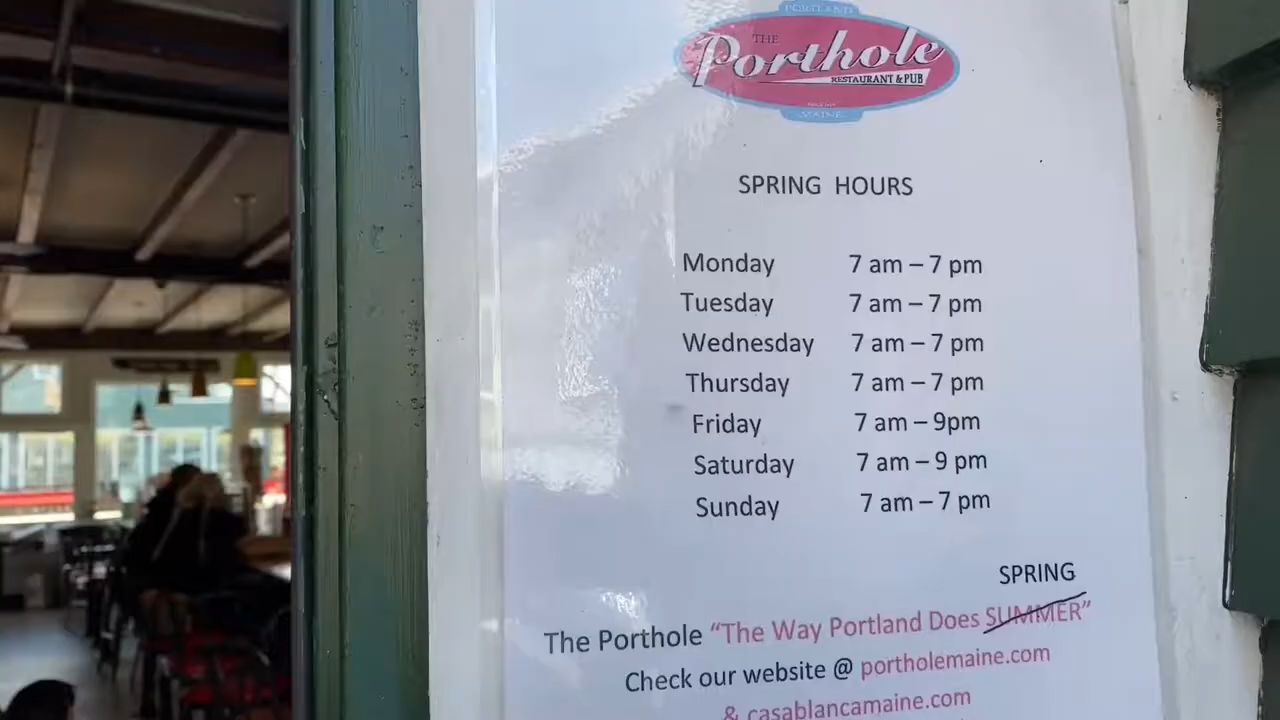 PORTLAND
THE
Porthole
RESTAURANT & PUB
MAINE
SPRING HOURS
Monday 7 am – 7 pm
Tuesday 7 am – 7 pm
Wednesday 7 am – 7 pm
Thursday 7 am – 7 pm
Friday 7 am – 9pm
Saturday 7 am – 9 pm
Sunday 7 am – 7 pm
SPRING
The Porthole “The Way Portland Does SUMMER”
Check our website @ portholemaine.com
& casablancamaine.com